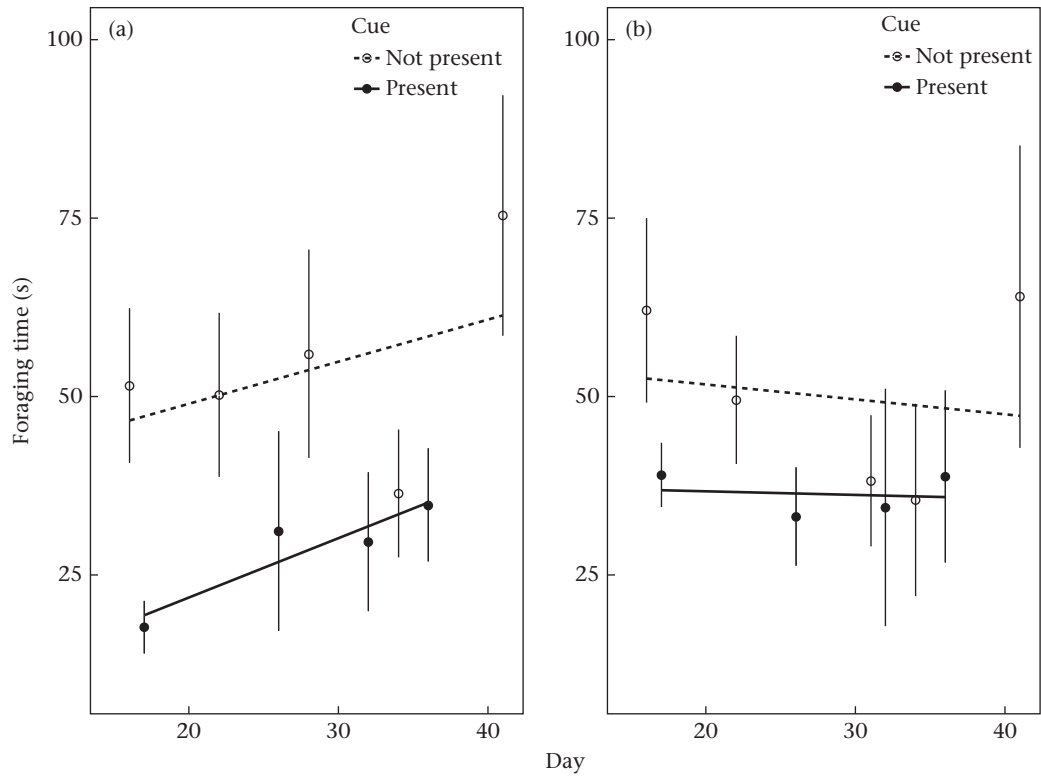 100
(a)
Cue
Not present
Present
75
50
25
20
30
40
100
(b)
Cue
Not present
Present
75
50
25
20
30
40
Foraging time (s)
Day